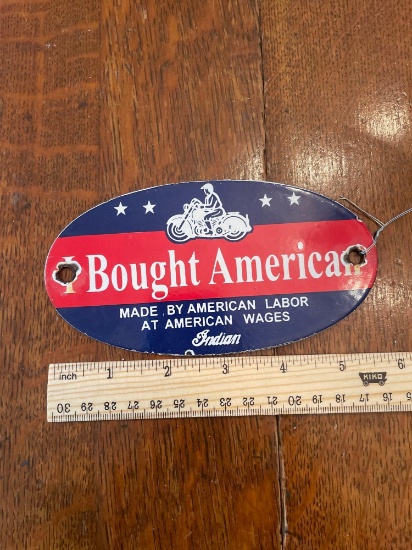 I Bought American
MADE BY AMERICAN LABOR
AT AMERICAN WAGES
Indian
inch 1 2 3 4 5 6
KIKO
30 29 28 27 26 25 24 23 22 21 20 19 18 17 16 15